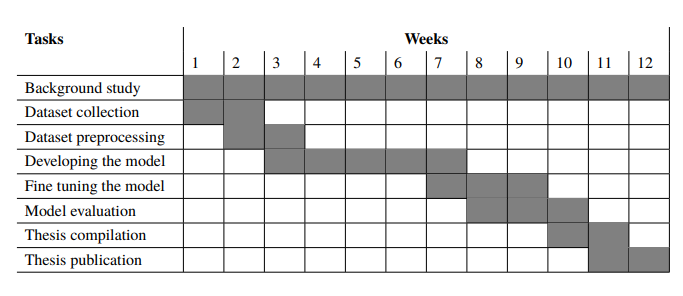 Tasks Weeks
1 2 3 4 5 6 7 8 9 10 11 12
Background study
Dataset collection
Dataset preprocessing
Developing the model
Fine tuning the model
Model evaluation
Thesis compilation
Thesis publication